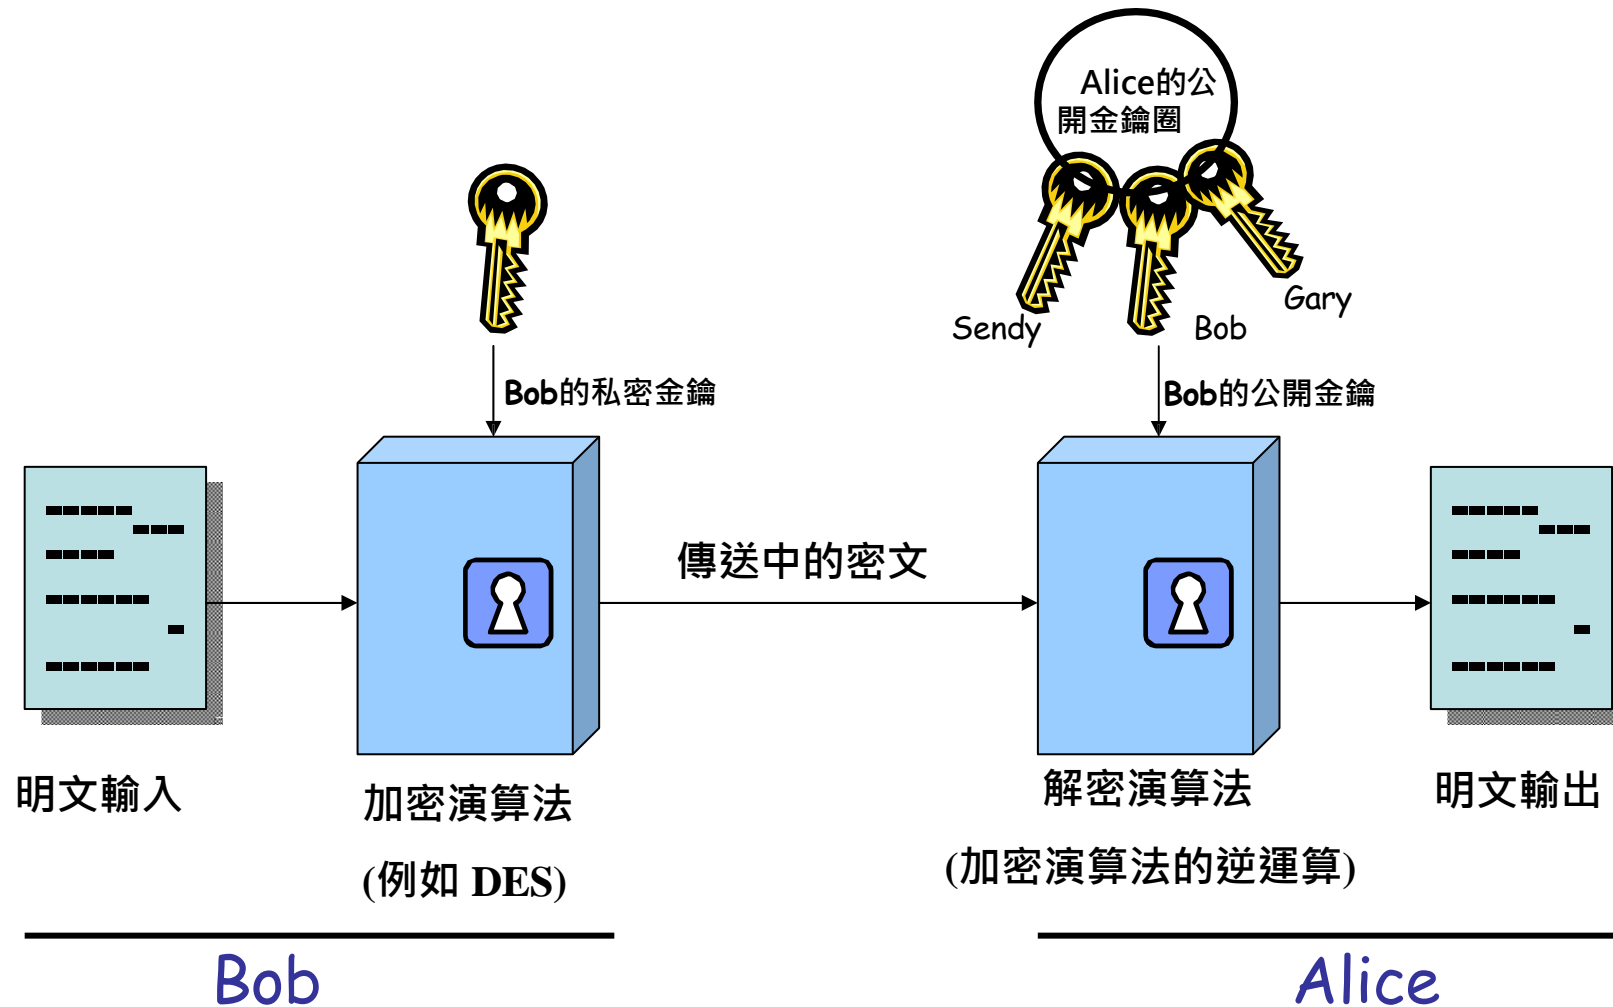 Alice的公
開金鑰圈
Sendy
Bob
Gary
Bob的私密金鑰
Bob的公開金鑰
傳送中的密文
明文輸入
加密演算法
(例如 DES)
解密演算法
(加密演算法的逆運算)
明文輸出
Bob
Alice